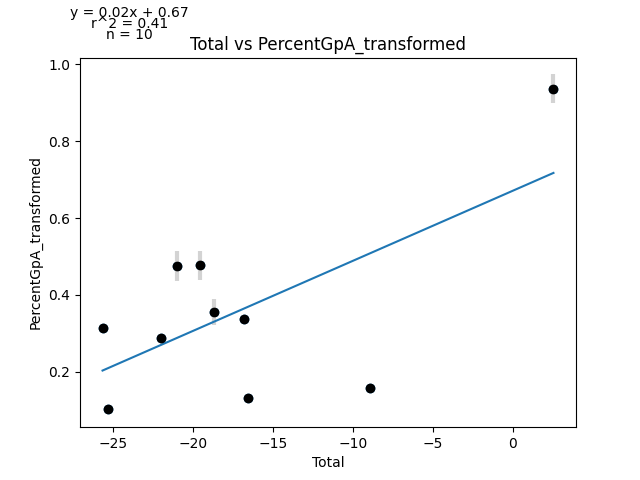 y = 0.02x + 0.67
r^2 = 0.41
n = 10
Total vs PercentGpA_transformed
1.0
0.8
0.6
0.4
0.2
PercentGpA_transformed
−25 −20 −15 −10 −5 0
Total